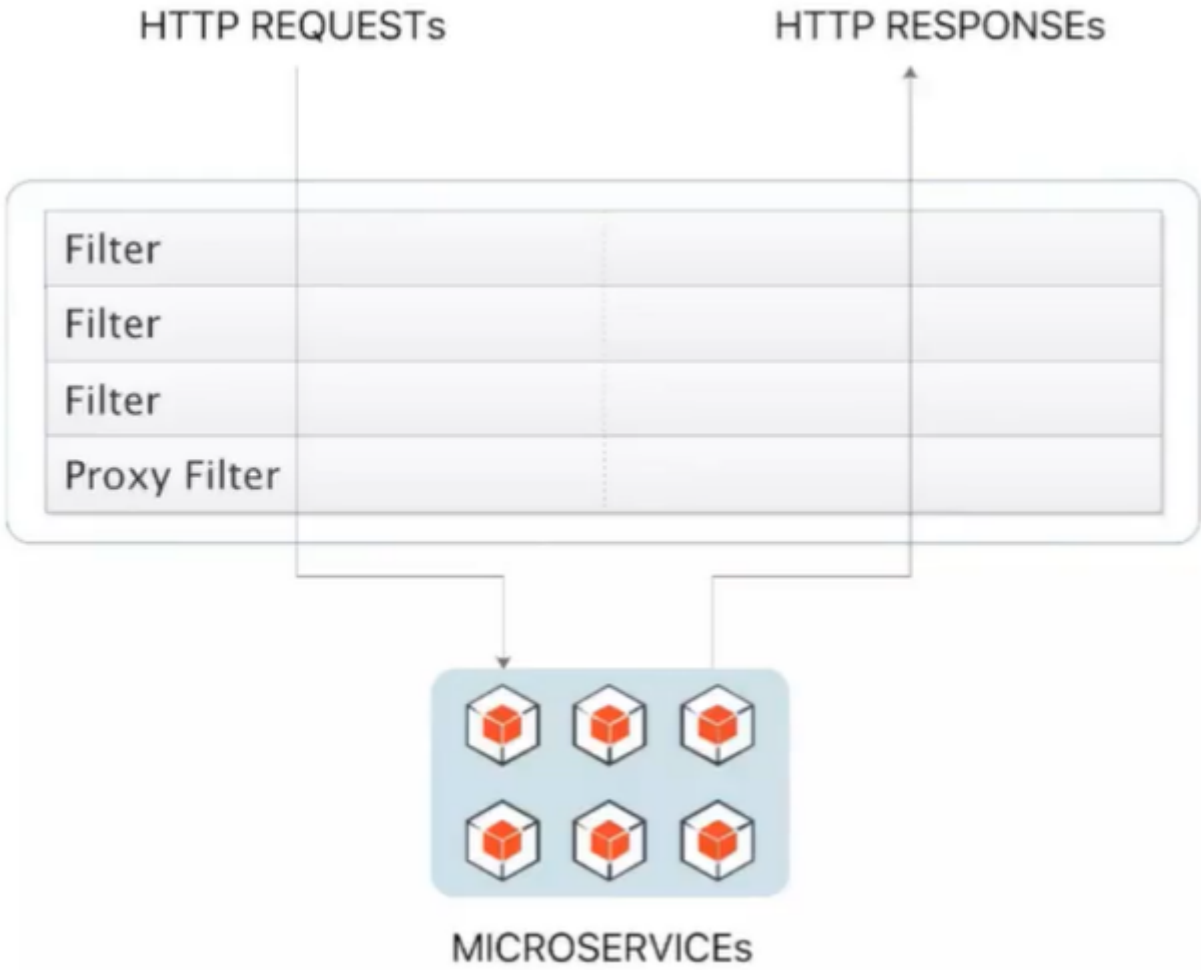 HTTP REQUESTs
HTTP RESPONSEs
Filter
Filter
Filter
Proxy Filter
MICROSERVICEs